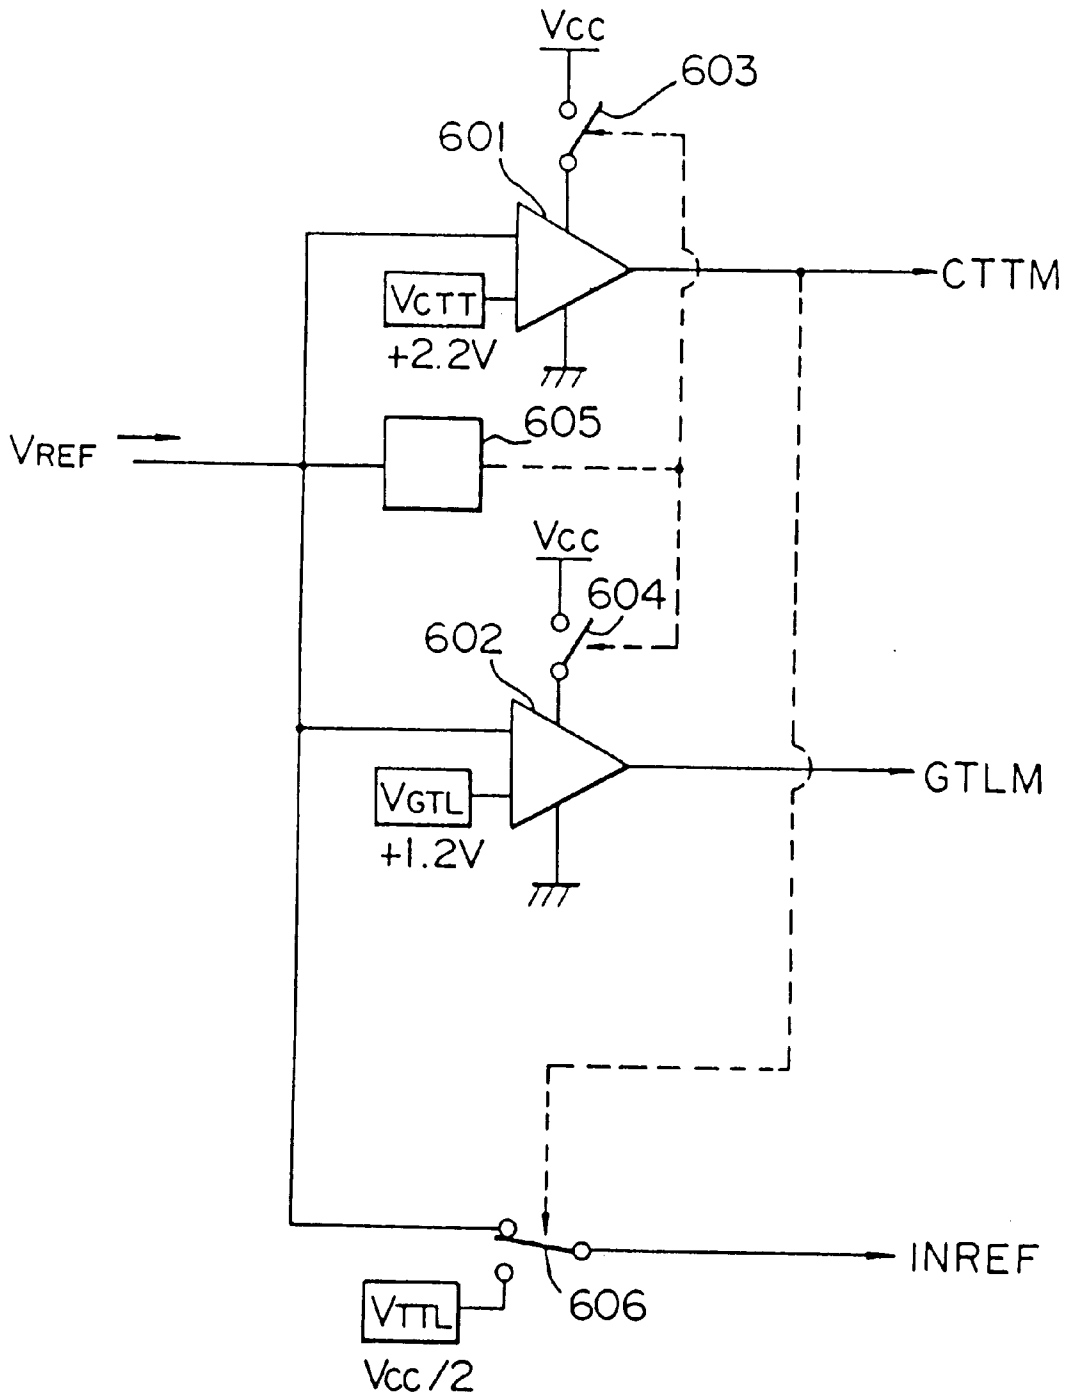 VCC
603
601
CTTM
VCTT
+2.2V
605
VREF
VCC
604
602
GTLM
VGTL
+1.2V
INREF
606
VTTL
VCC/2